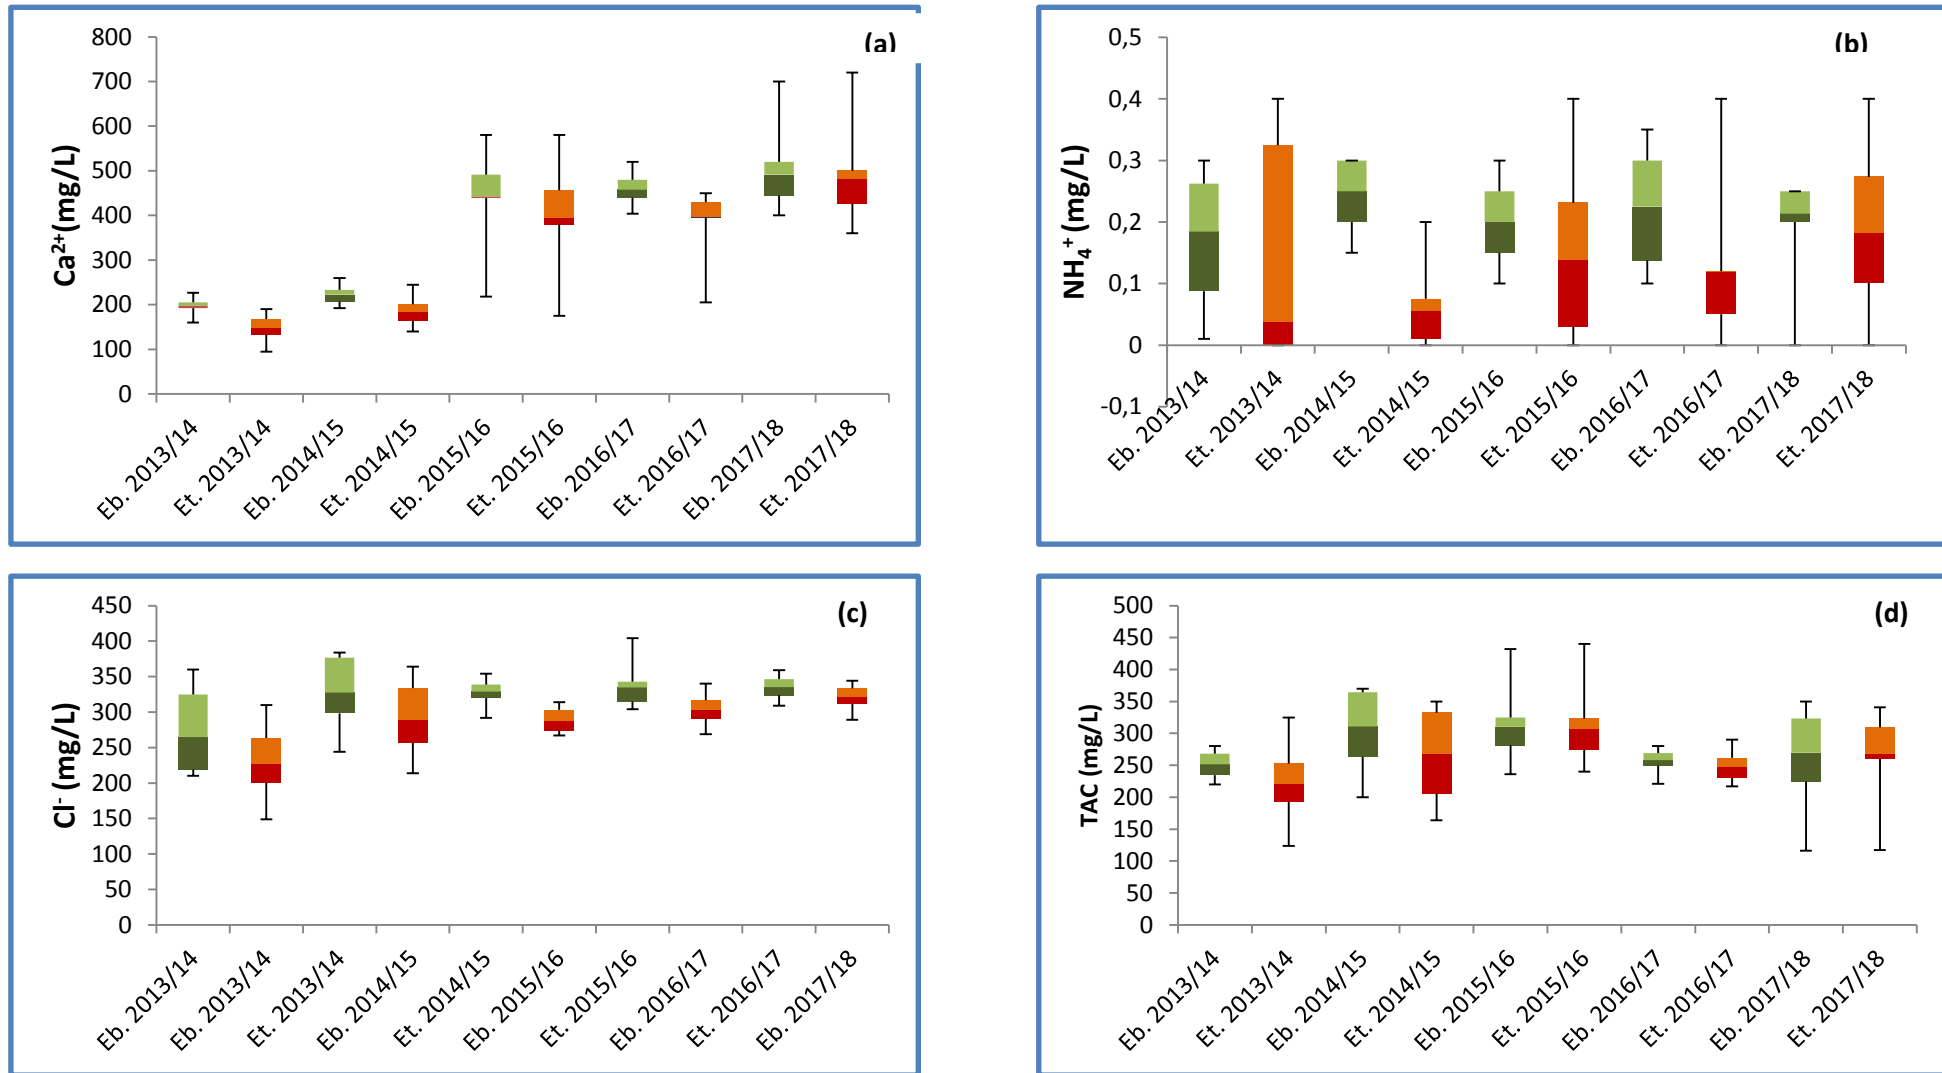 (a)
Ca²⁺(mg/L)
800
700
600
500
400
300
200
100
0
Eb. 2013/14
Et. 2013/14
Eb. 2014/15
Et. 2014/15
Eb. 2015/16
Et. 2015/16
Eb. 2016/17
Et. 2016/17
Eb. 2017/18
Et. 2017/18
(b)
NH₄⁺ (mg/L)
0,5
0,4
0,3
0,2
0,1
0
-0,1
Eb. 2013/14
Et. 2013/14
Eb. 2014/15
Et. 2014/15
Eb. 2015/16
Et. 2015/16
Eb. 2016/17
Et. 2016/17
Eb. 2017/18
Et. 2017/18
(c)
Cl⁻ (mg/L)
450
400
350
300
250
200
150
100
50
0
Eb. 2013/14
Eb. 2013/14
Et. 2013/14
Eb. 2014/15
Et. 2014/15
Eb. 2015/16
Et. 2015/16
Eb. 2016/17
Et. 2016/17
Eb. 2017/18
(d)
TAC (mg/L)
500
450
400
350
300
250
200
150
100
50
0
Eb. 2013/14
Et. 2013/14
Eb. 2014/15
Et. 2014/15
Eb. 2015/16
Et. 2015/16
Eb. 2016/17
Et. 2016/17
Eb. 2017/18
Et. 2017/18